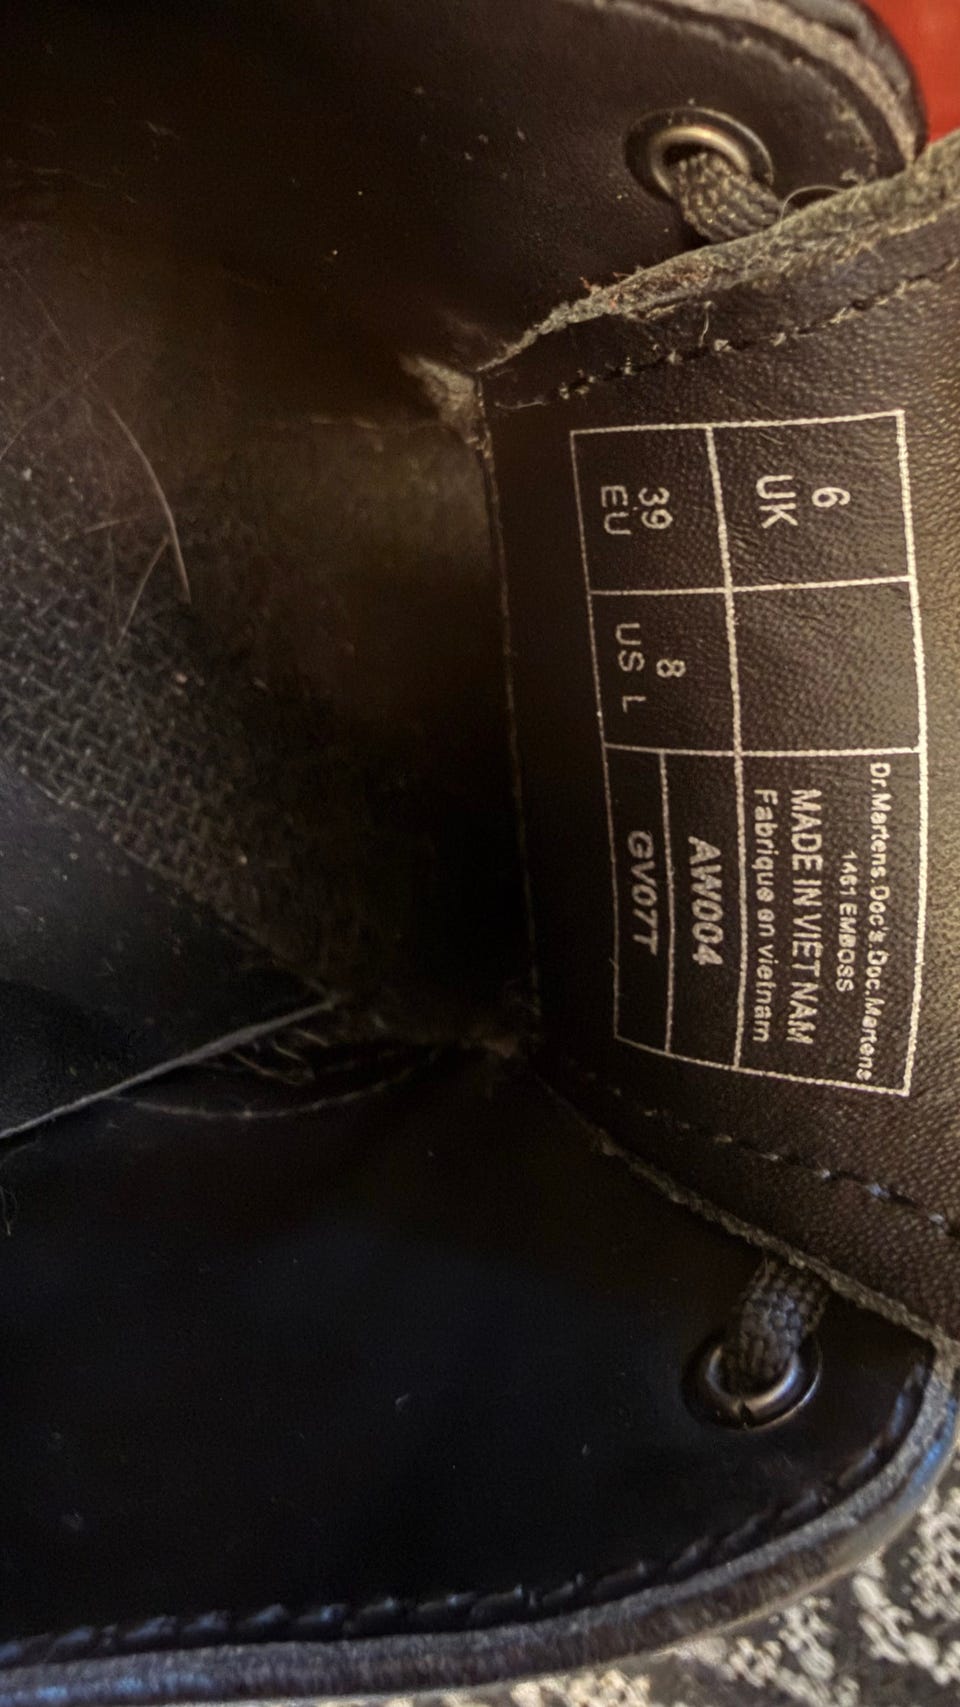 6
UK
Dr.Martens Doc's Doc.Martens
1461 EMBOSS
MADE IN VIET NAM
Fabrique en vietnam
39
EU
8
US L
AW004
GV07T